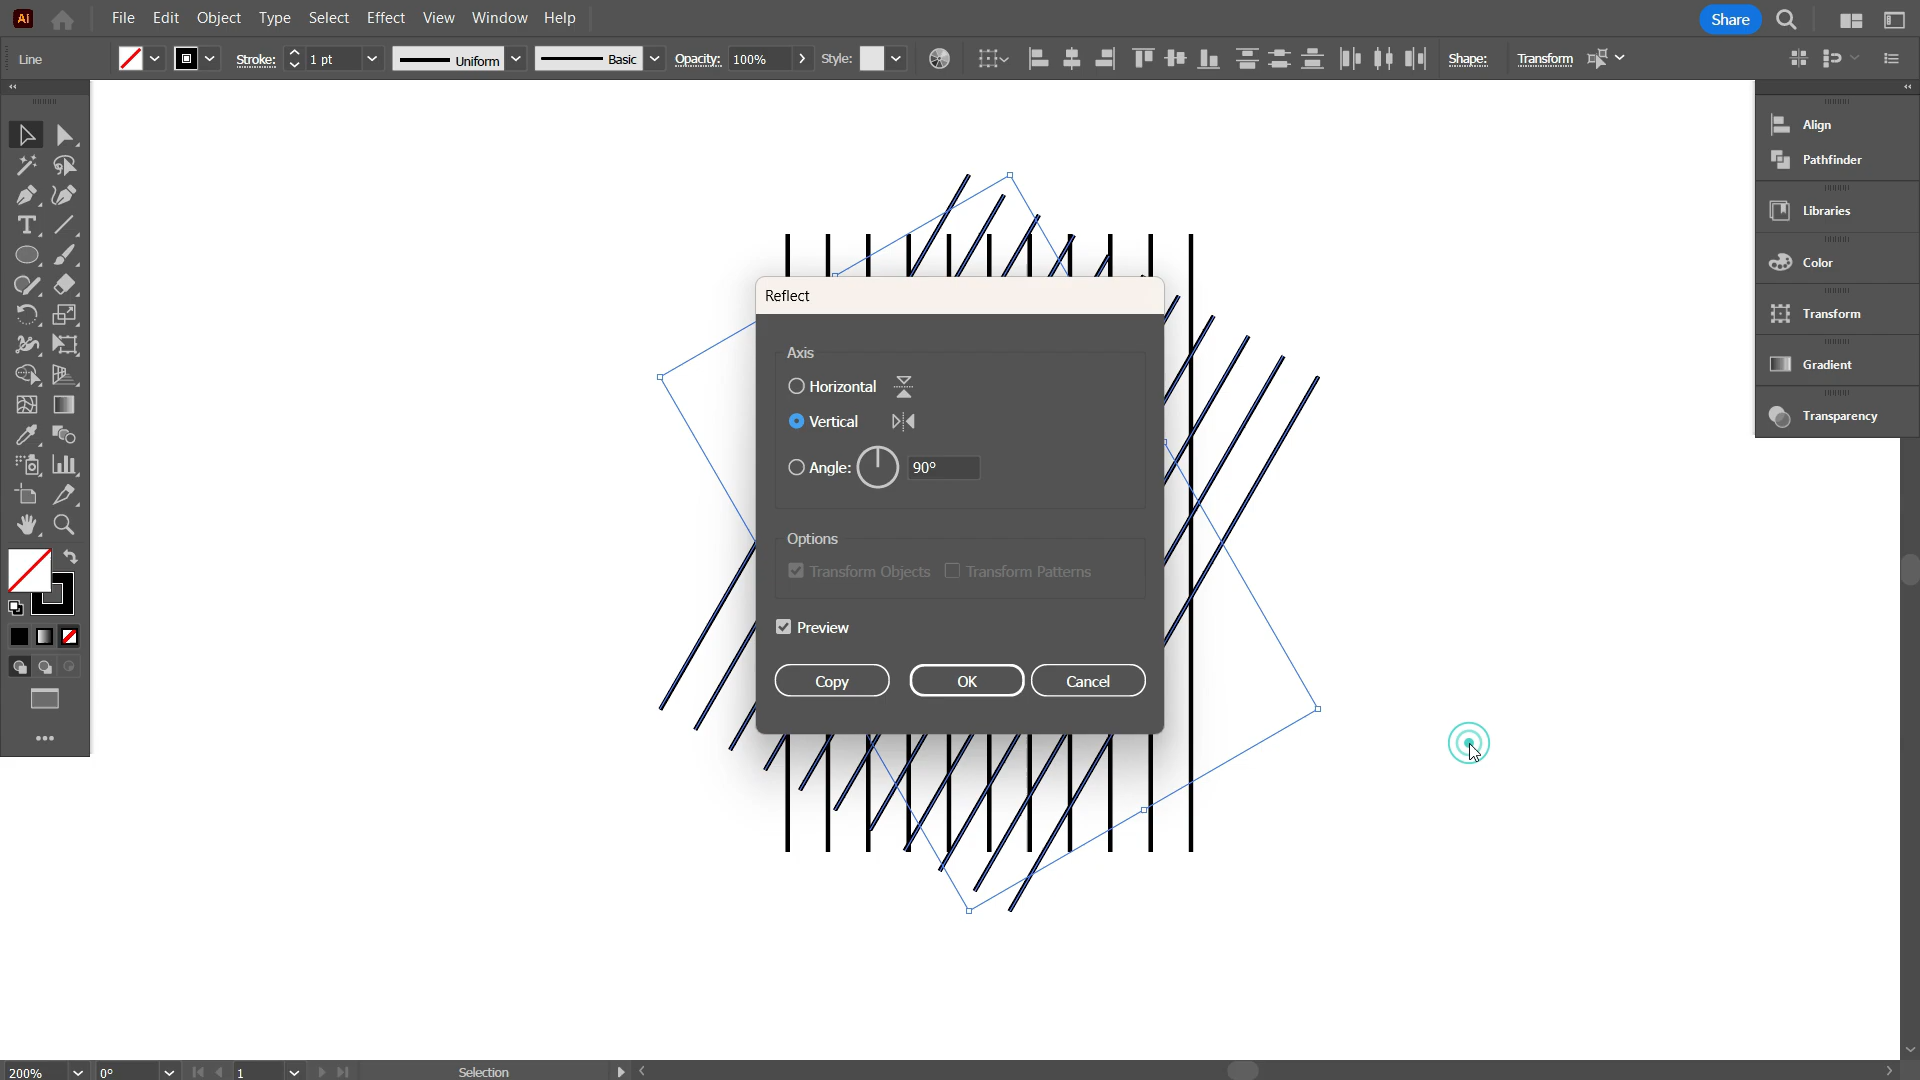 Ai File Edit Object Type Select Effect View Window Help Share
Line Stroke: 1 pt Uniform Basic Opacity: 100% Style: Shape: Transform
Align
Pathfinder
Libraries
Color
Transform
Gradient
Transparency
Reflect
Axis
Horizontal
Vertical
Angle: 90°
Options
Transform Objects Transform Patterns
Preview
Copy OK Cancel
200% 0° 1 Selection